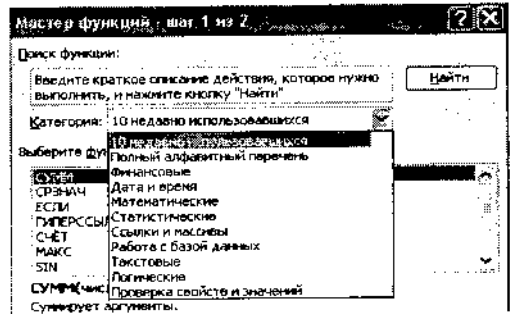 Мастер функций - шаг 1 из 2
Поиск функции:
Введите краткое описание действия, которое нужно
выполнить, и нажмите кнопку "Найти"
Найти
Категория: 10 недавно использовавшихся
10 недавно использовавшихся
Полный алфавитный перечень
Финансовые
Дата и время
Математические
Статистические
Ссылки и массивы
Работа с базой данных
Текстовые
Логические
Проверка свойств и значений
Выберите фун
СУММ
СРЗНАЧ
ЕСЛИ
ГИПЕРССЫЛ
СЧЁТ
МАКС
SIN
СУММ(чис
Суммирует аргументы.